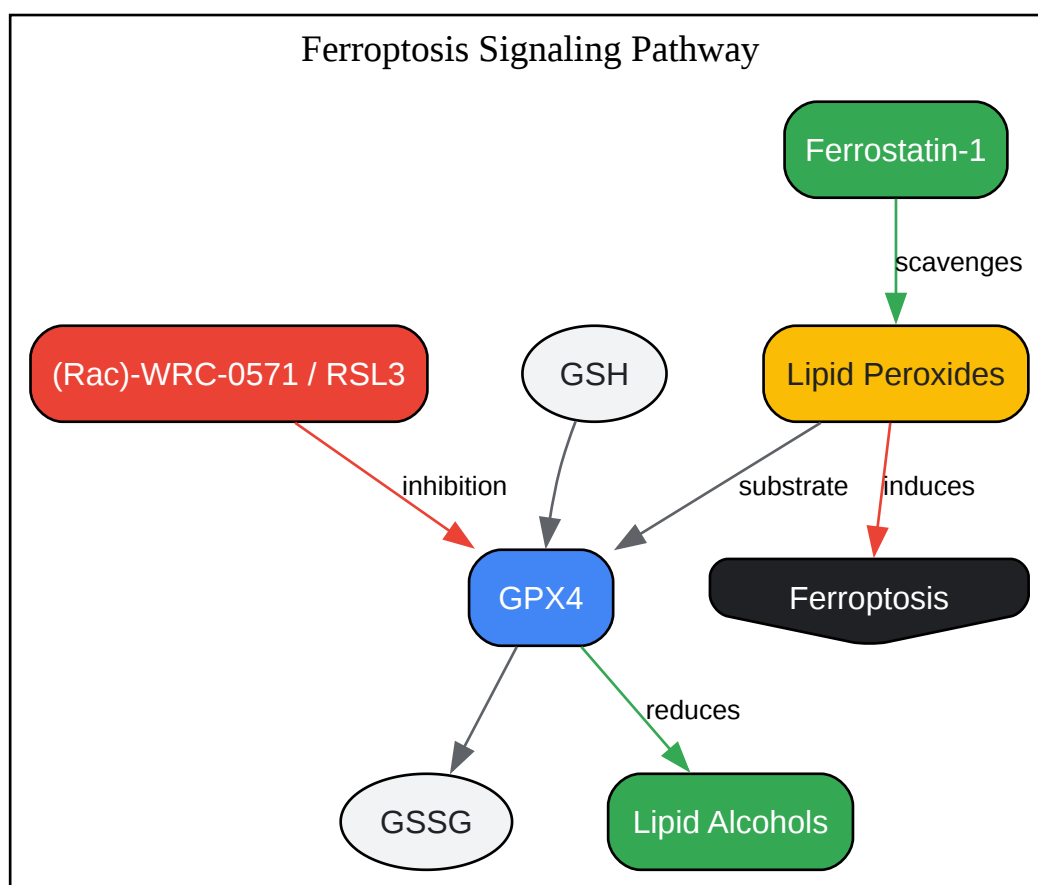 Ferroptosis Signaling Pathway
Ferrostatin-1
scavenges
(Rac)-WRC-0571 / RSL3
GSH
Lipid Peroxides
inhibition
substrate
induces
GPX4
Ferroptosis
reduces
GSSG
Lipid Alcohols